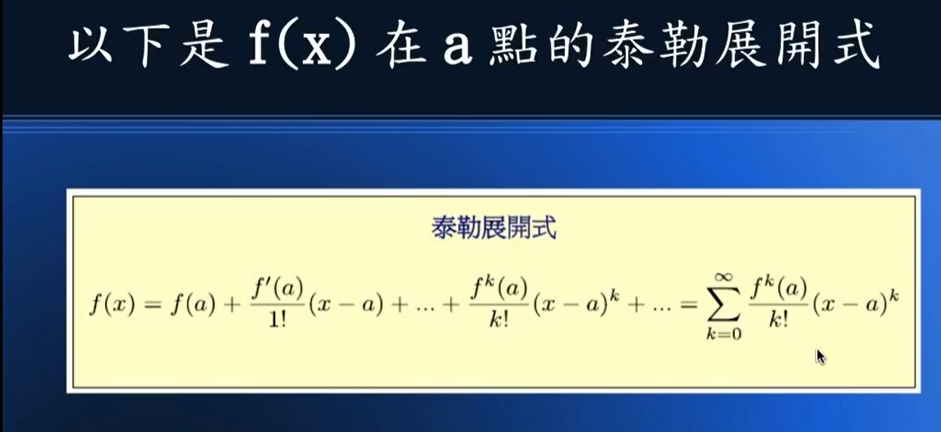 以下是 f(x) 在 a 點的泰勒展開式
泰勒展開式
f(x) = f(a) + \frac{f'(a)}{1!}(x − a) + ... + \frac{f^k(a)}{k!}(x − a)^k + ... = \sum_{k=0}^{∞} \frac{f^k(a)}{k!}(x − a)^k